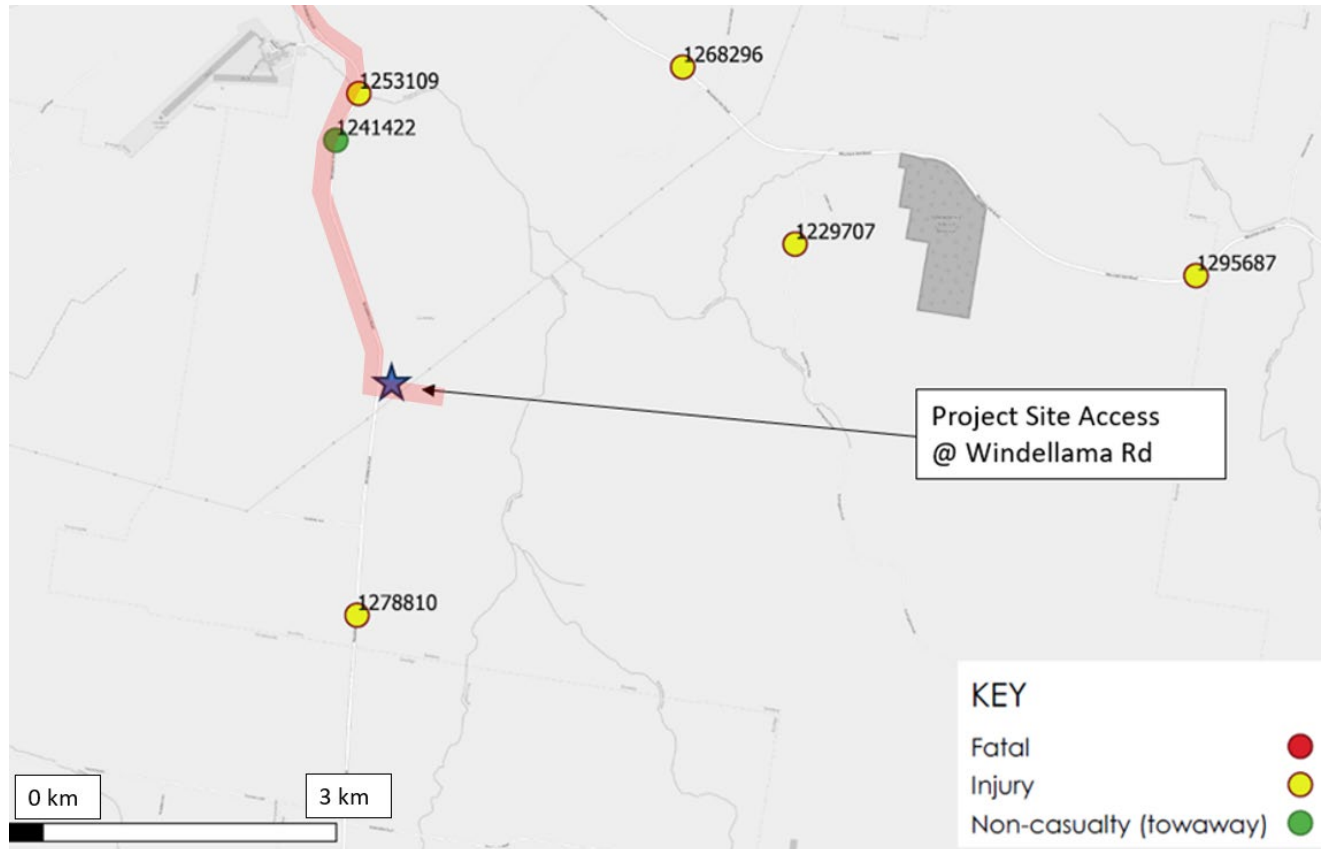 1268296
1253109
1241422
1229707
1295687
Project Site Access
@ Windellama Rd
1278810
KEY
Fatal
Injury
Non-casualty (towaway)
0 km
3 km